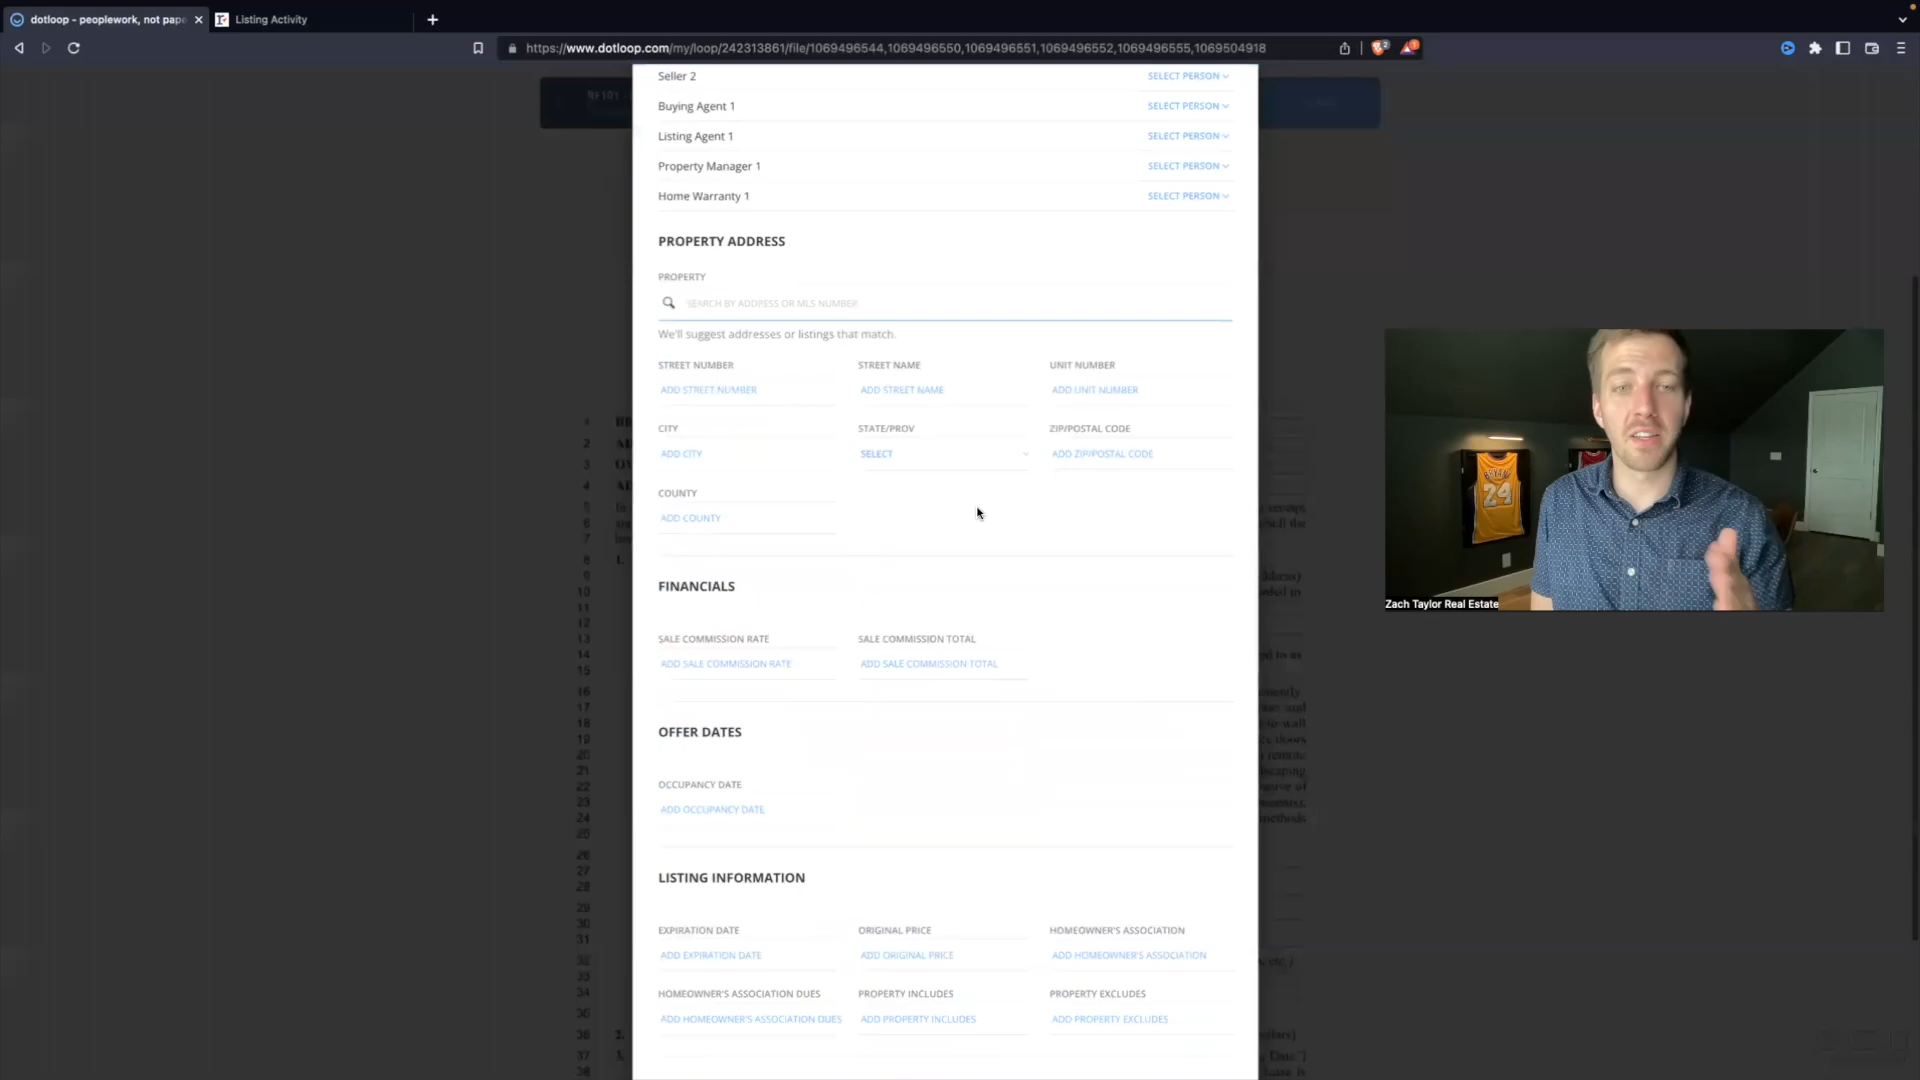 dotloop - peoplework, not pape
Listing Activity
https://www.dotloop.com/my/loop/242313861/file/1069496544,1069496550,1069496551,1069496552,1069496555,1069504918
Seller 2 SELECT PERSON
Buying Agent 1 SELECT PERSON
Listing Agent 1 SELECT PERSON
Property Manager 1 SELECT PERSON
Home Warranty 1 SELECT PERSON
PROPERTY ADDRESS
PROPERTY
SEARCH BY ADDRESS OR MLS NUMBER
We'll suggest addresses or listings that match.
STREET NUMBER STREET NAME UNIT NUMBER
ADD STREET NUMBER ADD STREET NAME ADD UNIT NUMBER
CITY STATE/PROV ZIP/POSTAL CODE
ADD CITY SELECT ADD ZIP/POSTAL CODE
COUNTY
ADD COUNTY
FINANCIALS
SALE COMMISSION RATE SALE COMMISSION TOTAL
ADD SALE COMMISSION RATE ADD SALE COMMISSION TOTAL
OFFER DATES
OCCUPANCY DATE
ADD OCCUPANCY DATE
LISTING INFORMATION
EXPIRATION DATE ORIGINAL PRICE HOMEOWNER'S ASSOCIATION
ADD EXPIRATION DATE ADD ORIGINAL PRICE ADD HOMEOWNER'S ASSOCIATION
HOMEOWNER'S ASSOCIATION DUES PROPERTY INCLUDES PROPERTY EXCLUDES
ADD HOMEOWNER'S ASSOCIATION DUES ADD PROPERTY INCLUDES ADD PROPERTY EXCLUDES
BRYANT
24
Zach Taylor Real Estate